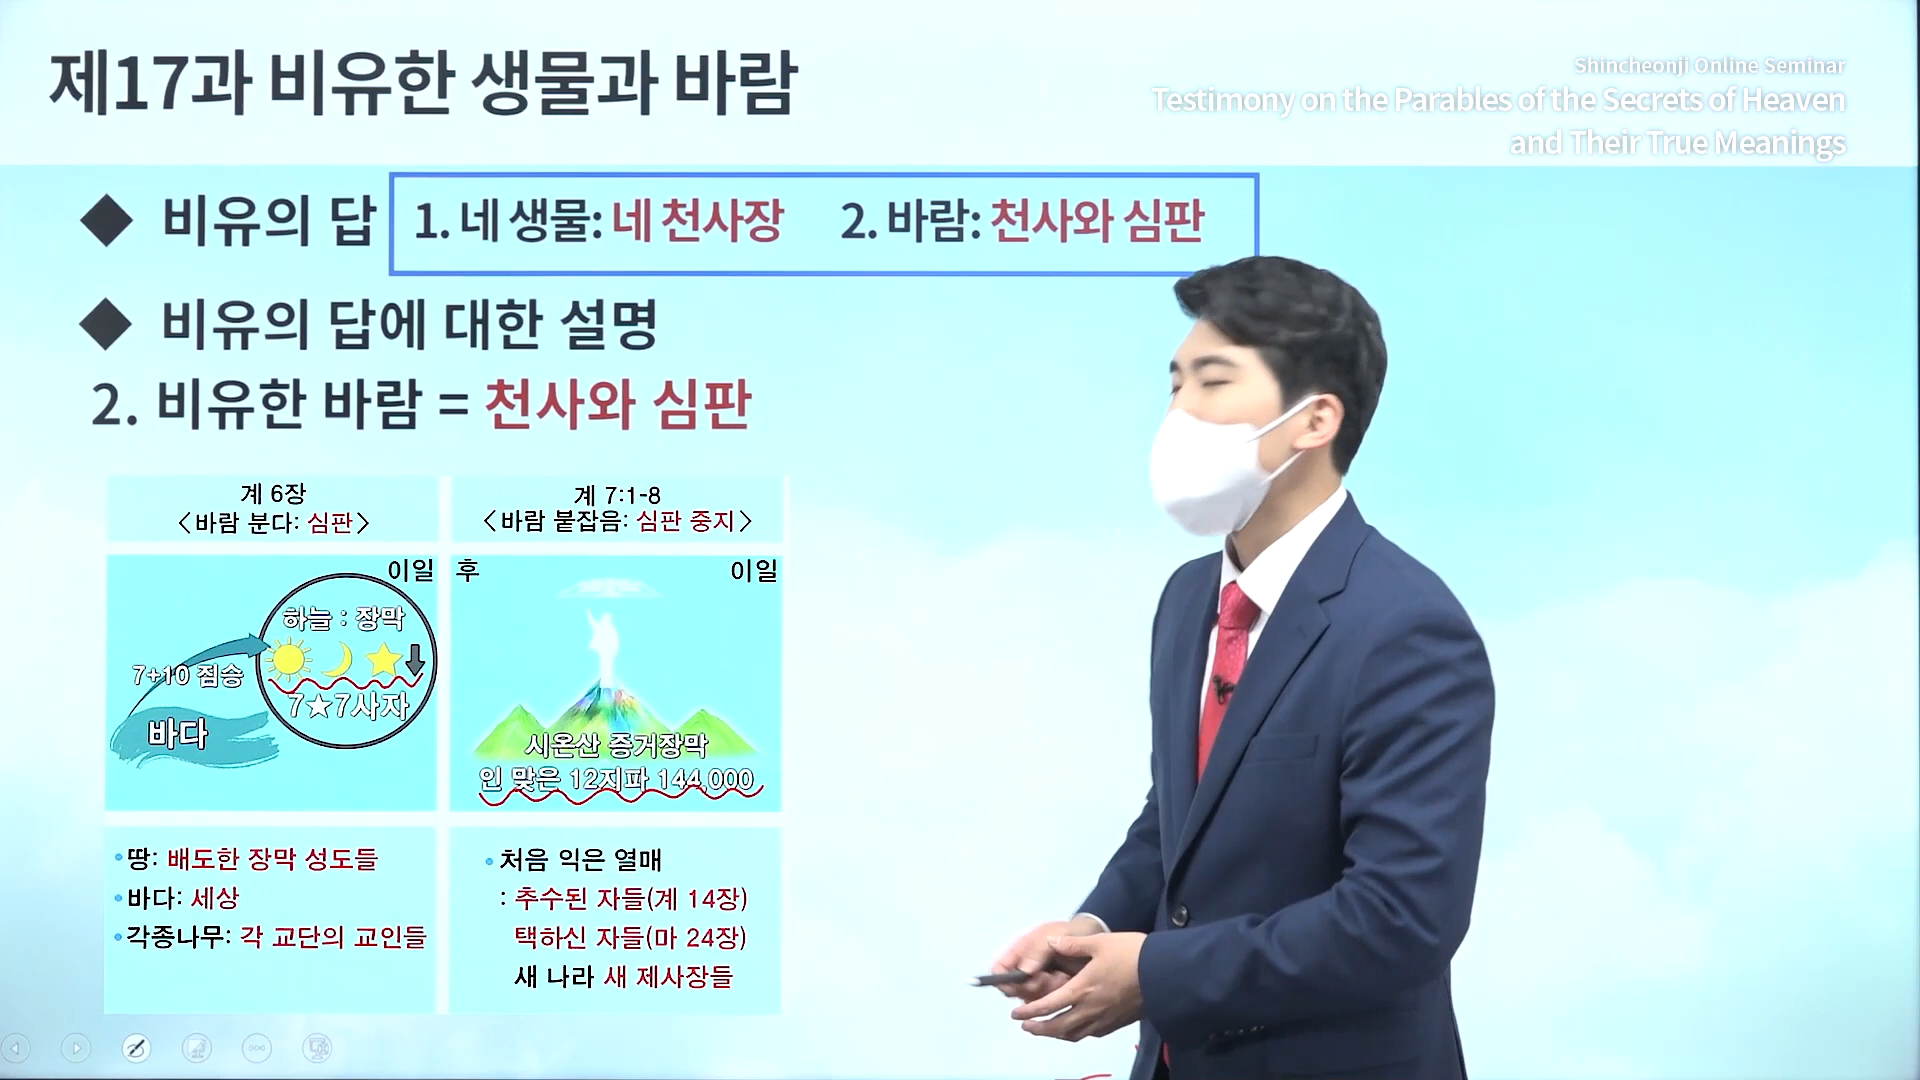 제17과 비유한 생물과 바람
Shincheonji Online Seminar
Testimony on the Parables of the Secrets of Heaven
and Their True Meanings
◆ 비유의 답 1. 네 생물: 네 천사장 2. 바람: 천사와 심판
◆ 비유의 답에 대한 설명
2. 비유한 바람 = 천사와 심판
계 6장
<바람 분다: 심판>
이일
하늘 : 장막
7+10 짐승
7★7사자
바다
• 땅: 배도한 장막 성도들
• 바다: 세상
• 각종나무: 각 교단의 교인들
계 7:1-8
<바람 붙잡음: 심판 중지>
후 이일
시온산 증거장막
인 맞은 12지파 144,000
• 처음 익은 열매
: 추수된 자들(계 14장)
택하신 자들(마 24장)
새 나라 새 제사장들